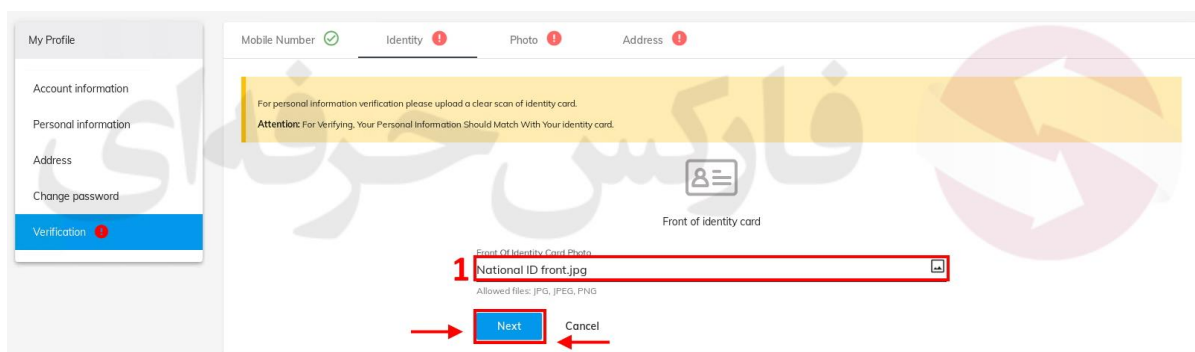 My Profile
Account information
Personal information
Address
Change password
Verification
Mobile Number Identity Photo Address
For personal information verification please upload a clear scan of identity card.
Attention: For Verifying, Your Personal Information Should Match With Your identity card.
Front of identity card
Front Of Identity Card Photo
1 National ID front.jpg
Allowed files: JPG, JPEG, PNG
Next Cancel
فارکس حرفه‌ای